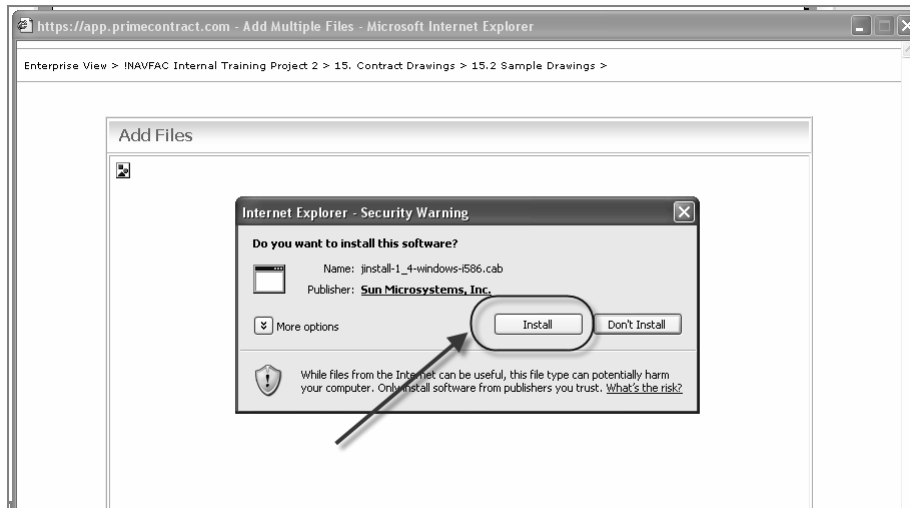 https://app.primecontract.com - Add Multiple Files - Microsoft Internet Explorer
Enterprise View > !NAVFAC Internal Training Project 2 > 15. Contract Drawings > 15.2 Sample Drawings >
Add Files
Internet Explorer - Security Warning
Do you want to install this software?
Name: jinstall-1_4-windows-i586.cab
Publisher: Sun Microsystems, Inc.
More options
Install
Don't Install
While files from the Internet can be useful, this file type can potentially harm
your computer. Only install software from publishers you trust. What's the risk?